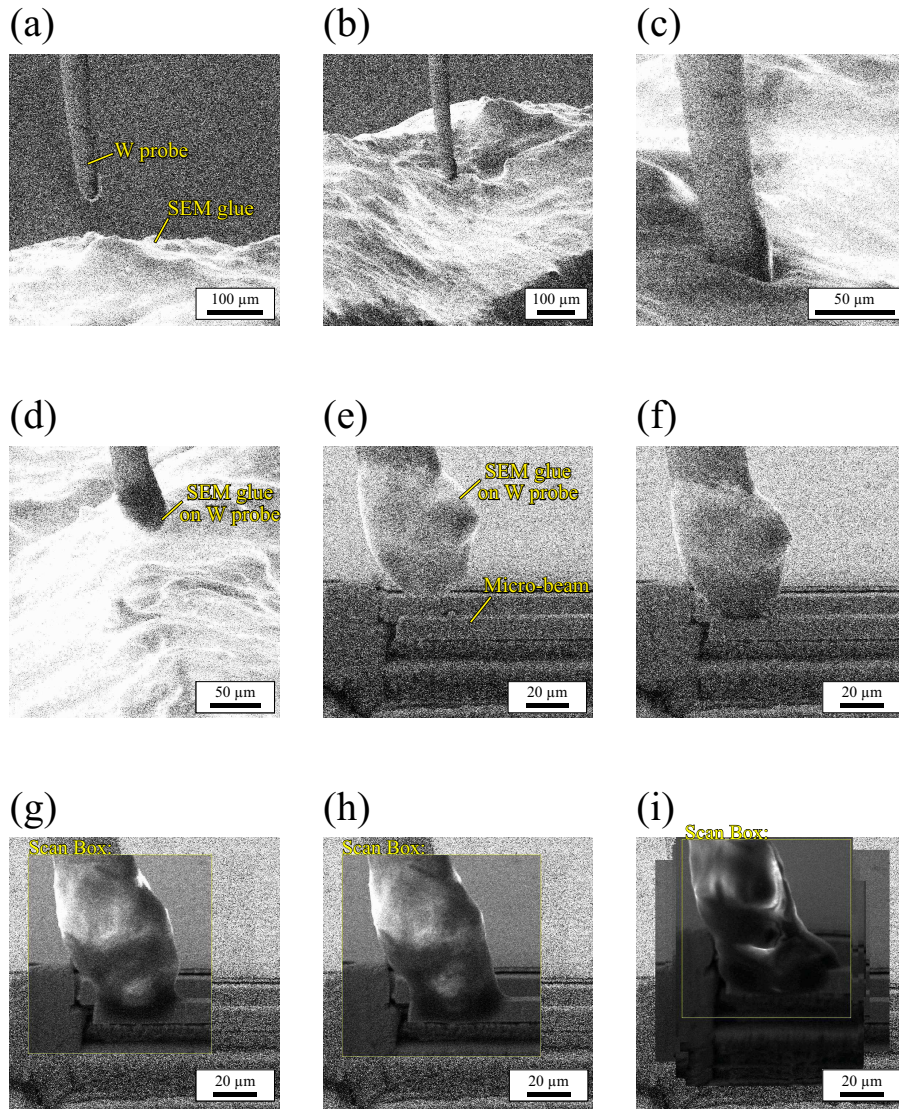 (a)
(b)
(c)
W probe
SEM glue
100 µm
100 µm
50 µm
(d)
(e)
(f)
SEM glue
on W probe
SEM glue
on W probe
Micro-beam
50 µm
20 µm
20 µm
(g)
(h)
(i)
Scan Box:
Scan Box:
Scan Box:
20 µm
20 µm
20 µm